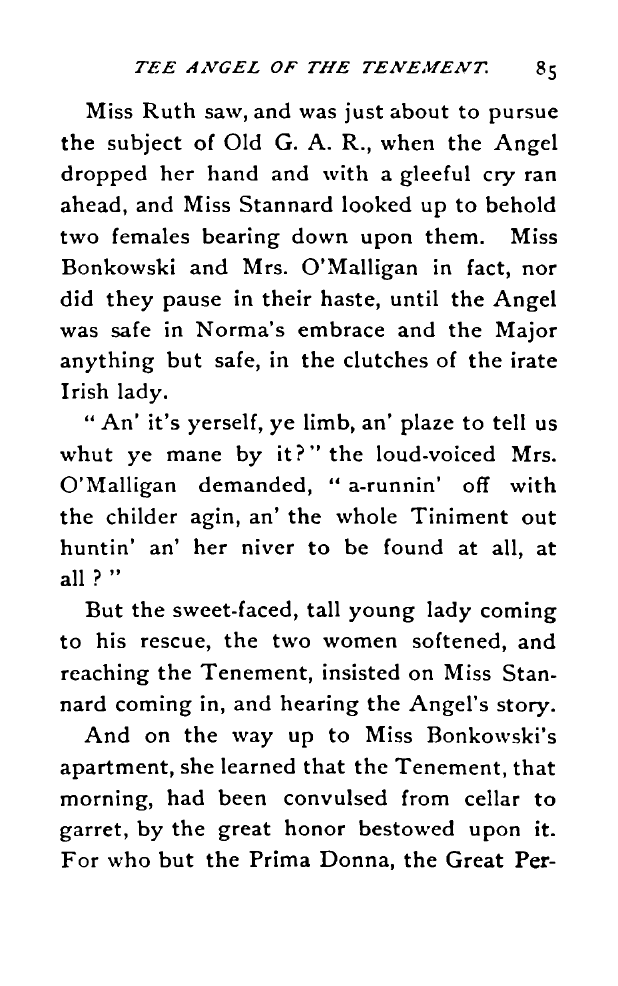 TEE ANGEL OF THE TENEMENT. 85
Miss Ruth saw, and was just about to pursue
the subject of Old G. A. R., when the Angel
dropped her hand and with a gleeful cry ran
ahead, and Miss Stannard looked up to behold
two females bearing down upon them. Miss
Bonkowski and Mrs. O'Malligan in fact, nor
did they pause in their haste, until the Angel
was safe in Norma's embrace and the Major
anything but safe, in the clutches of the irate
Irish lady.
“ An' it's yerself, ye limb, an' plaze to tell us
whut ye mane by it?” the loud-voiced Mrs.
O'Malligan demanded, “ a-runnin' off with
the childer agin, an' the whole Tiniment out
huntin' an' her niver to be found at all, at
all ? ”
But the sweet-faced, tall young lady coming
to his rescue, the two women softened, and
reaching the Tenement, insisted on Miss Stan-
nard coming in, and hearing the Angel's story.
And on the way up to Miss Bonkowski's
apartment, she learned that the Tenement, that
morning, had been convulsed from cellar to
garret, by the great honor bestowed upon it.
For who but the Prima Donna, the Great Per-